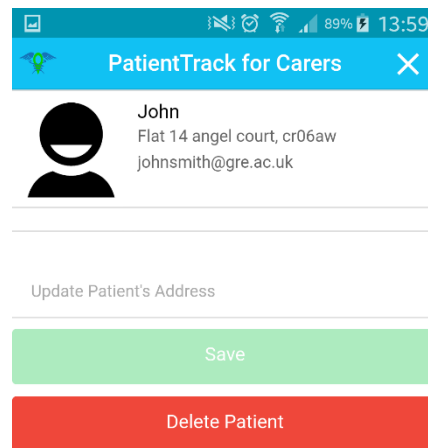 89% 13:59
PatientTrack for Carers
John
Flat 14 angel court, cr06aw
johnsmith@gre.ac.uk
Update Patient's Address
Save
Delete Patient